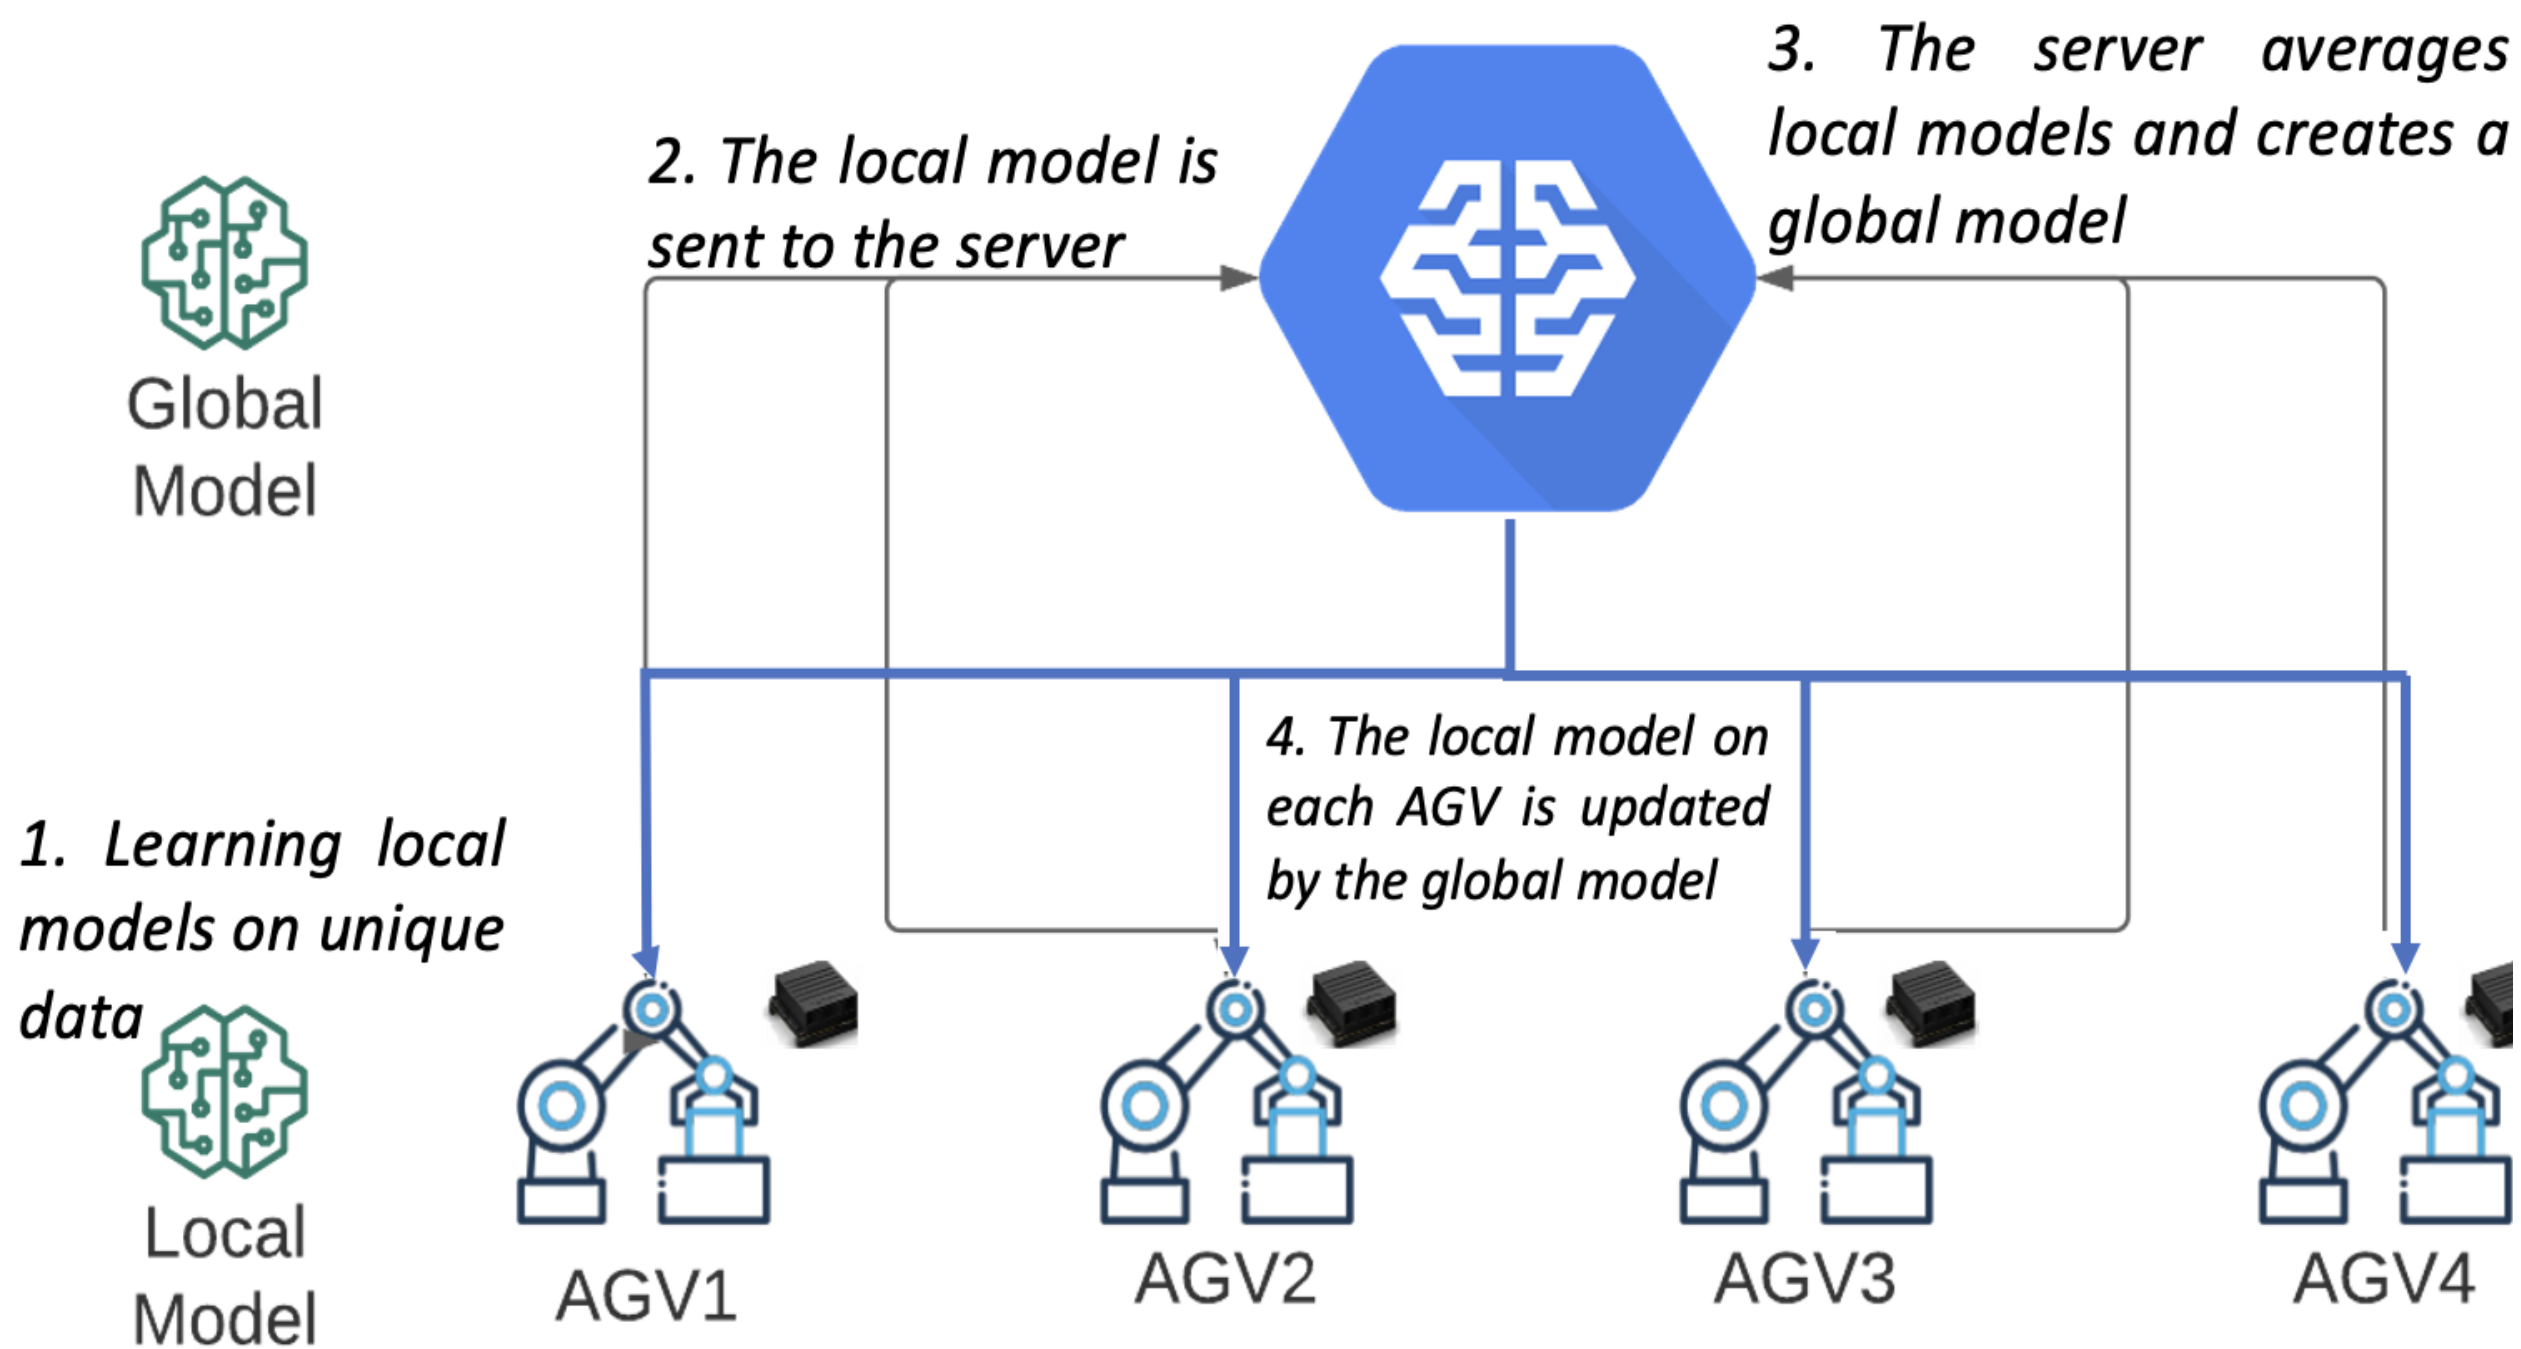 2. The local model is
sent to the server
3. The server averages
local models and creates a
global model
Global
Model
4. The local model on
each AGV is updated
by the global model
1. Learning local
models on unique
data
Local
Model
AGV1
AGV2
AGV3
AGV4